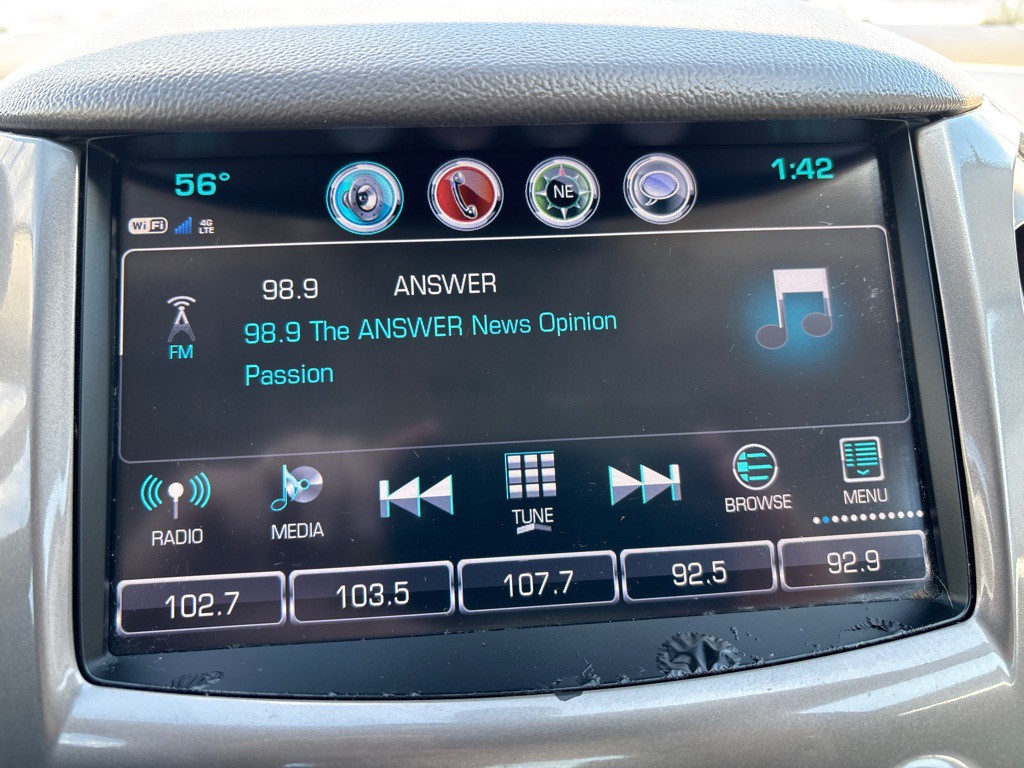 56°
NE
1:42
WiFi 4G LTE
98.9 ANSWER
98.9 The ANSWER News Opinion
Passion
FM
RADIO
MEDIA
TUNE
BROWSE
MENU
102.7
103.5
107.7
92.5
92.9